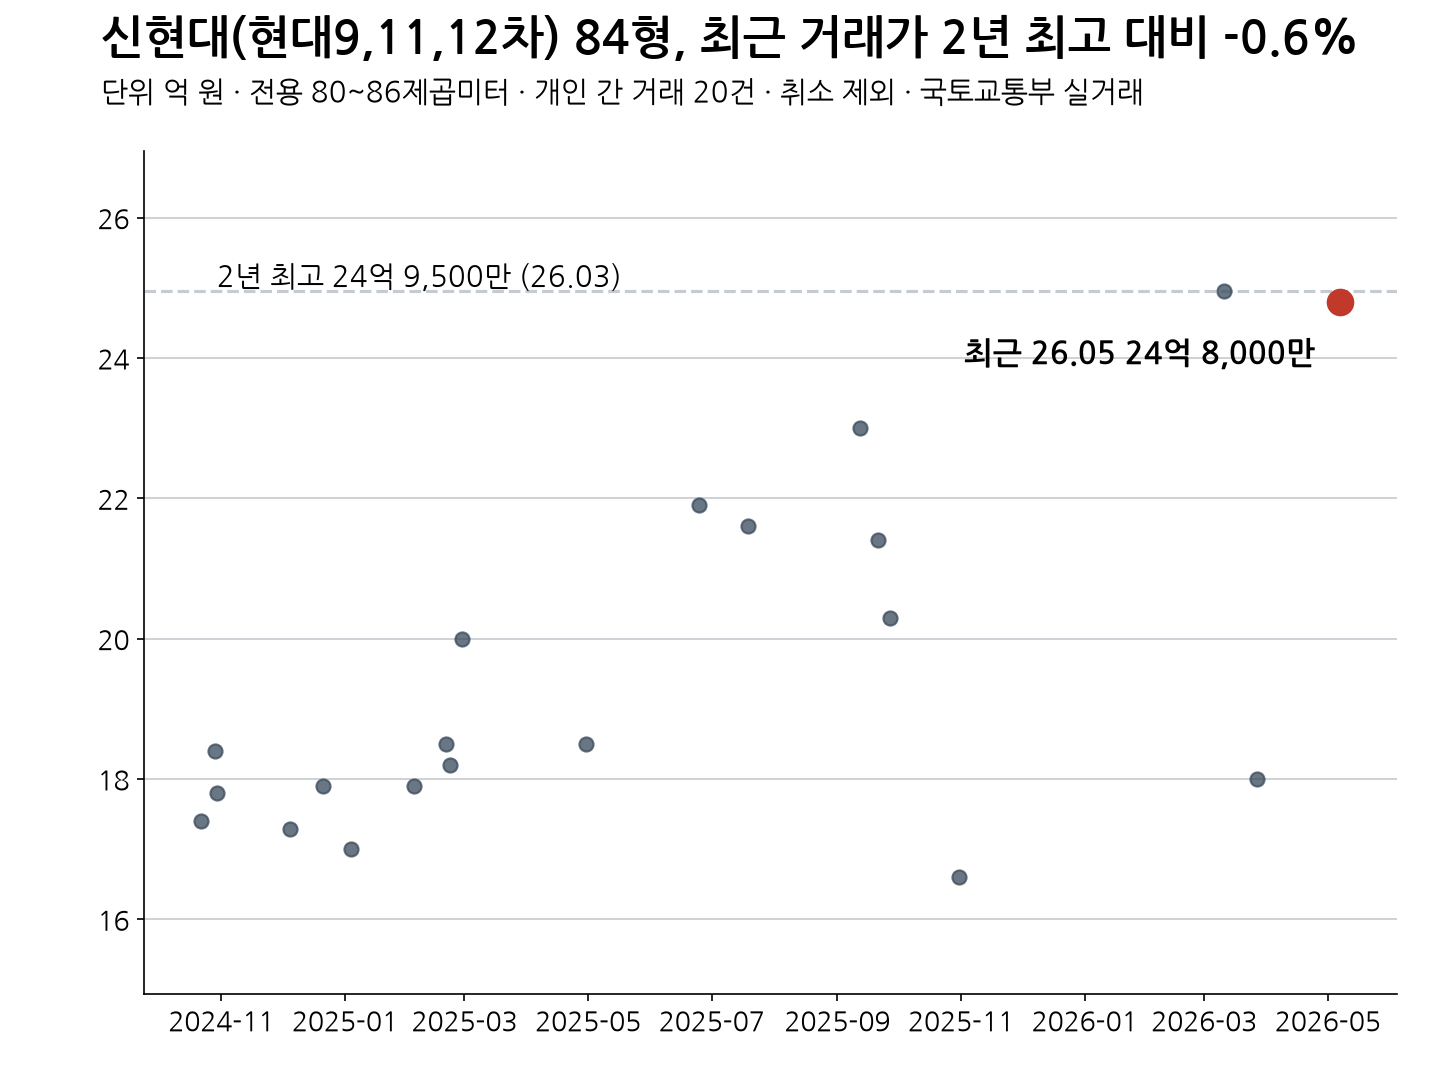 신현대(현대9,11,12차) 84형, 최근 거래가 2년 최고 대비 -0.6%
단위 억 원 · 전용 80~86제곱미터 · 개인 간 거래 20건 · 취소 제외 · 국토교통부 실거래
26
2년 최고 24억 9,500만 (26.03)
24
최근 26.05 24억 8,000만
22
20
18
16
2024-11 2025-01 2025-03 2025-05 2025-07 2025-09 2025-11 2026-01 2026-03 2026-05